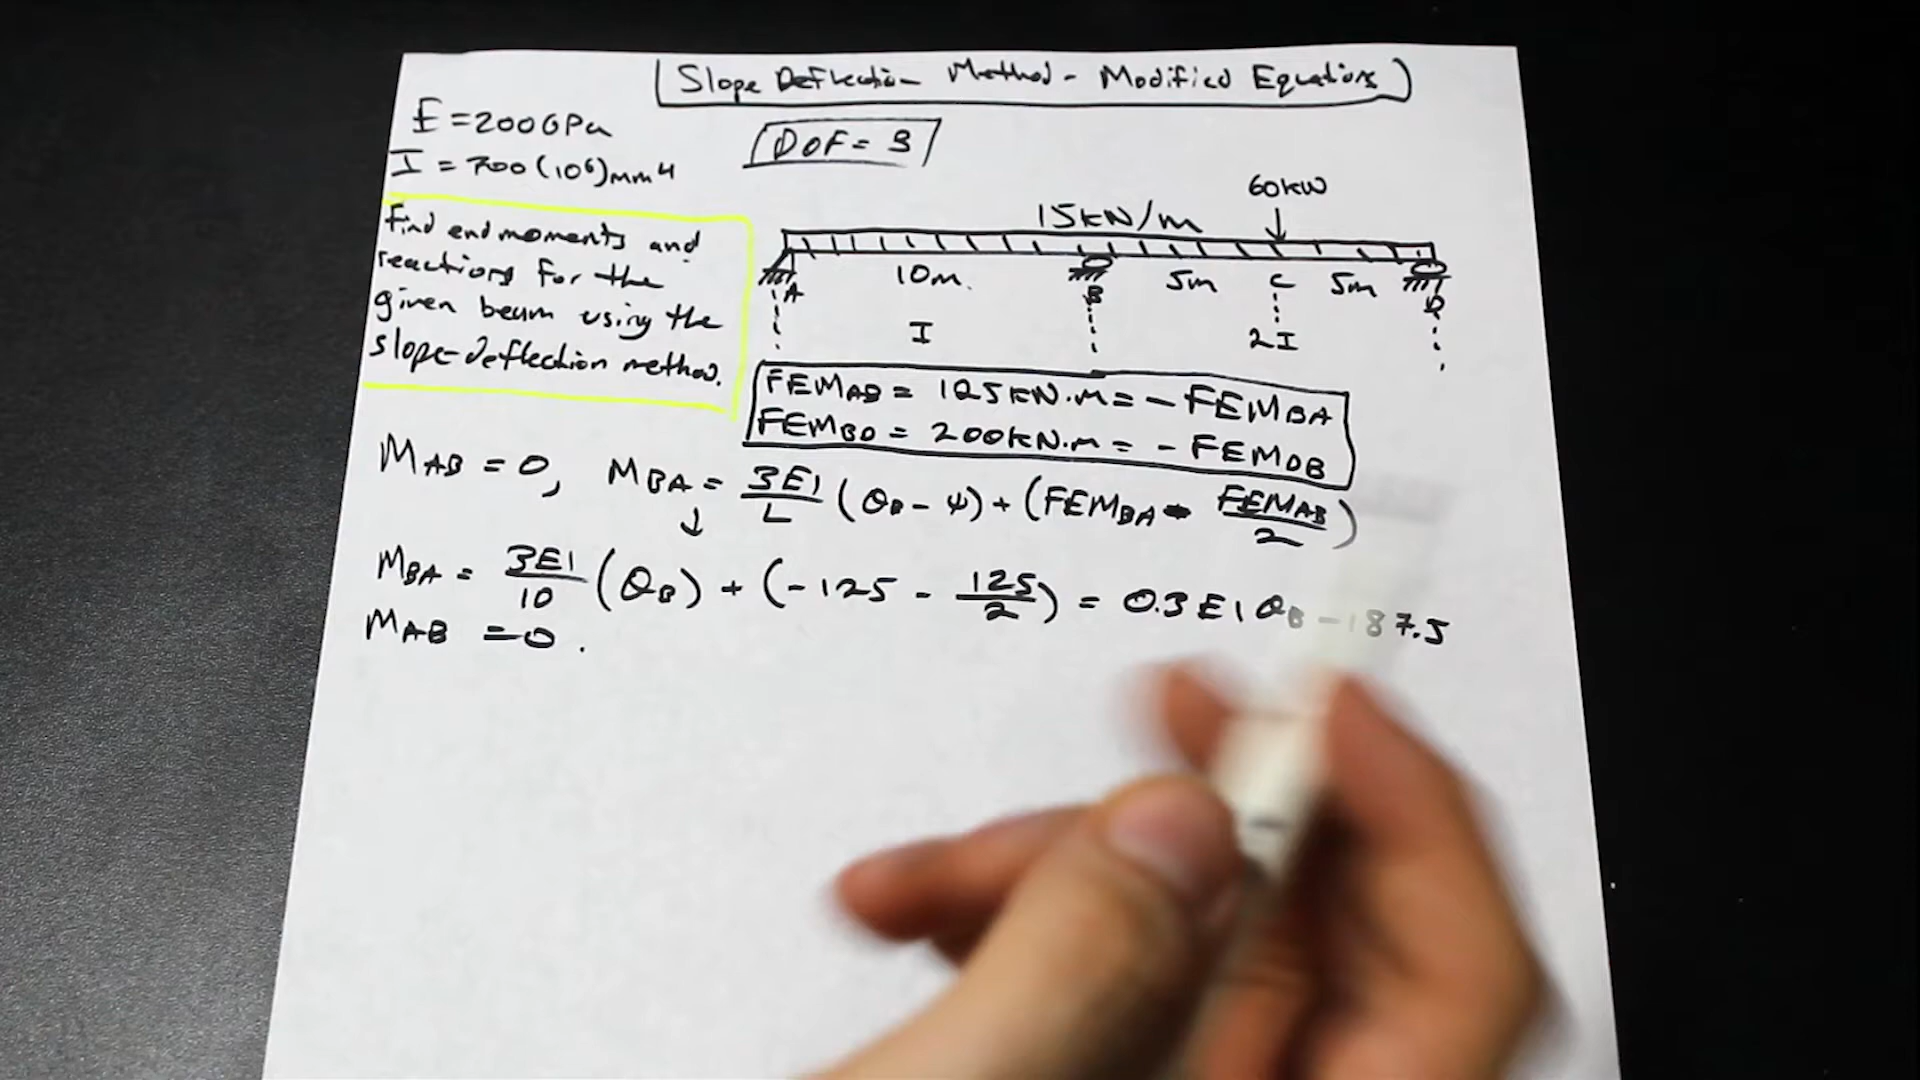 Slope Deflection Method - Modified Equations
E = 200GPa
DOF = 3
I = 700(10⁶)mm4
60kN
15kN/m
Find end moments and
reactions for the
given beam using the
slope-deflection method.
10m. 5m C 5m
A B D
I 2I
FEMAB = 125kN.m = - FEMBA
FEMBD = 200kN.m = - FEMDB
MAB = 0, MBA = 3EI/L (θB - ψ) + (FEMBA - FEMAB/2)
↓
MBA = 3EI/10 (θB) + (-125 - 125/2) = 0.3EIθB - 187.5
MAB = 0.